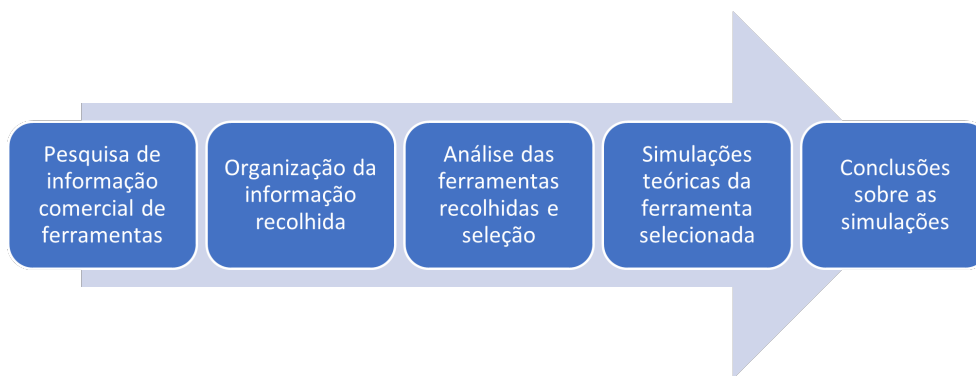 Pesquisa de
informação
comercial de
ferramentas
Organização da
informação
recolhida
Análise das
ferramentas
recolhidas e
seleção
Simulações
teóricas da
ferramenta
selecionada
Conclusões
sobre as
simulações